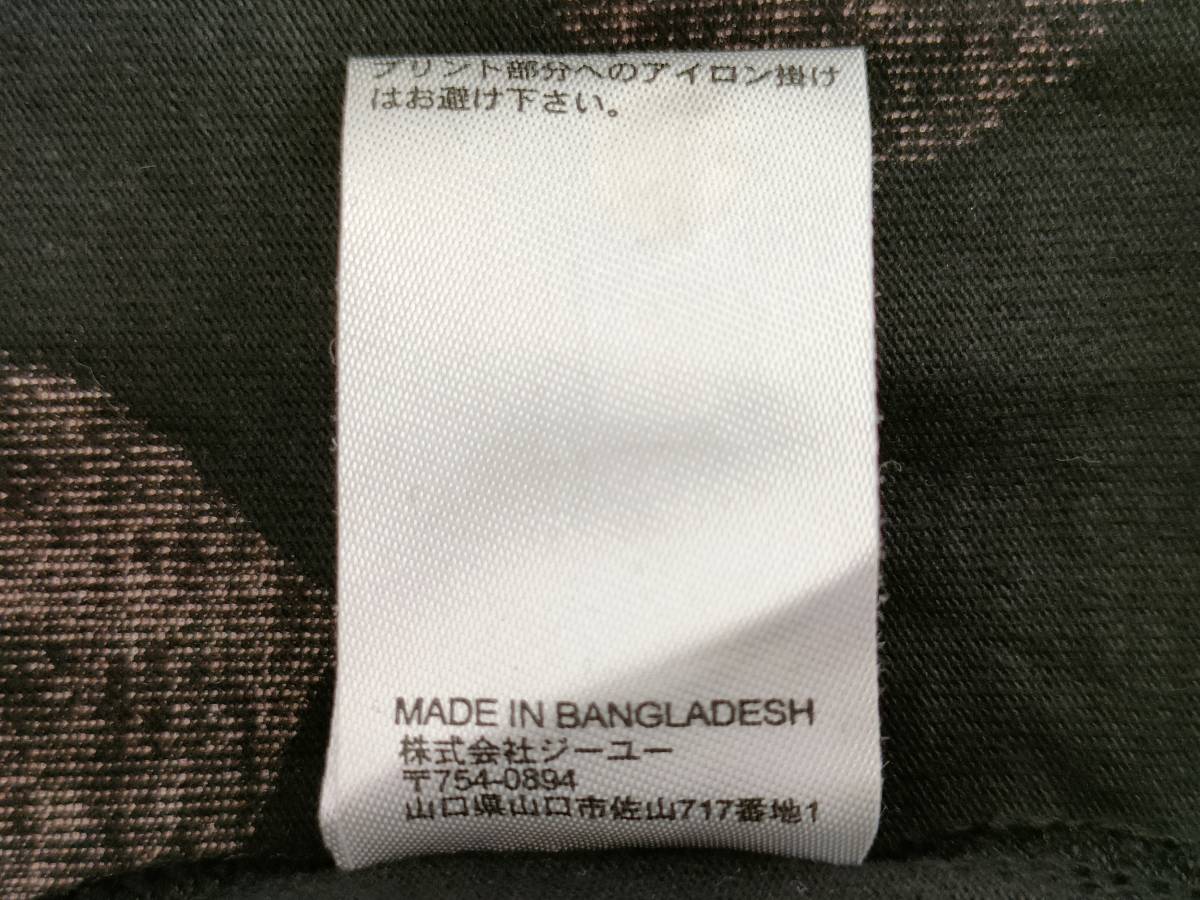 プリント部分へのアイロン掛け
はお避け下さい。
MADE IN BANGLADESH
株式会社ジーユー
〒754-0894
山口県山口市佐山717番地1